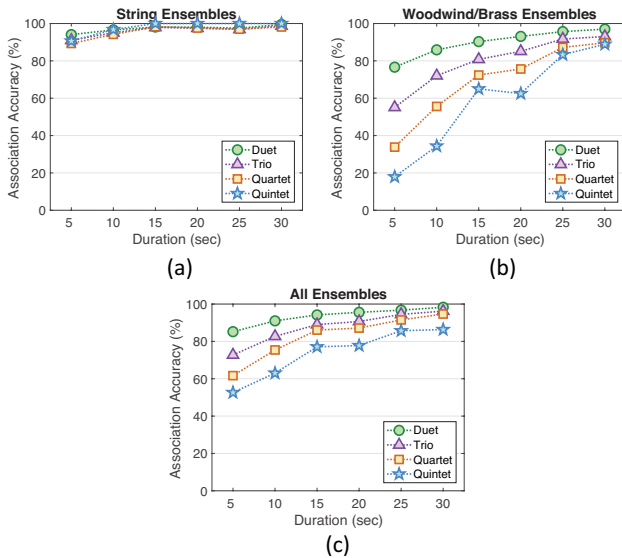 String Ensembles
Association Accuracy (%)
100
80
60
40
20
0
Duet
Trio
Quartet
Quintet
5 10 15 20 25 30
Duration (sec)
(a)
Woodwind/Brass Ensembles
Association Accuracy (%)
100
80
60
40
20
0
Duet
Trio
Quartet
Quintet
5 10 15 20 25 30
Duration (sec)
(b)
All Ensembles
Association Accuracy (%)
100
80
60
40
20
0
Duet
Trio
Quartet
Quintet
5 10 15 20 25 30
Duration (sec)
(c)